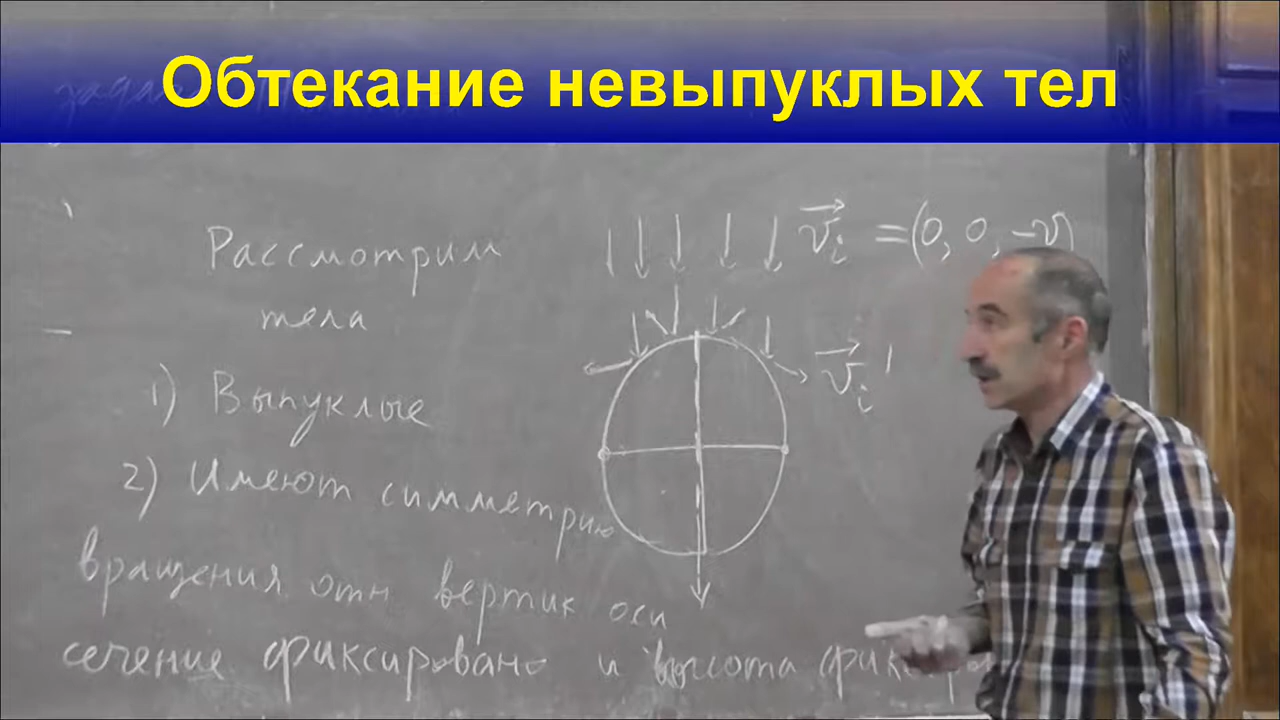 Обтекание невыпуклых тел
Рассмотрим
тела
1) Выпуклые
2) Имеют симметрию
вращения отн вертик оси
сечение фиксировано и высота
v⃗ᵢ = (0, 0, -v)
v⃗ᵢ'